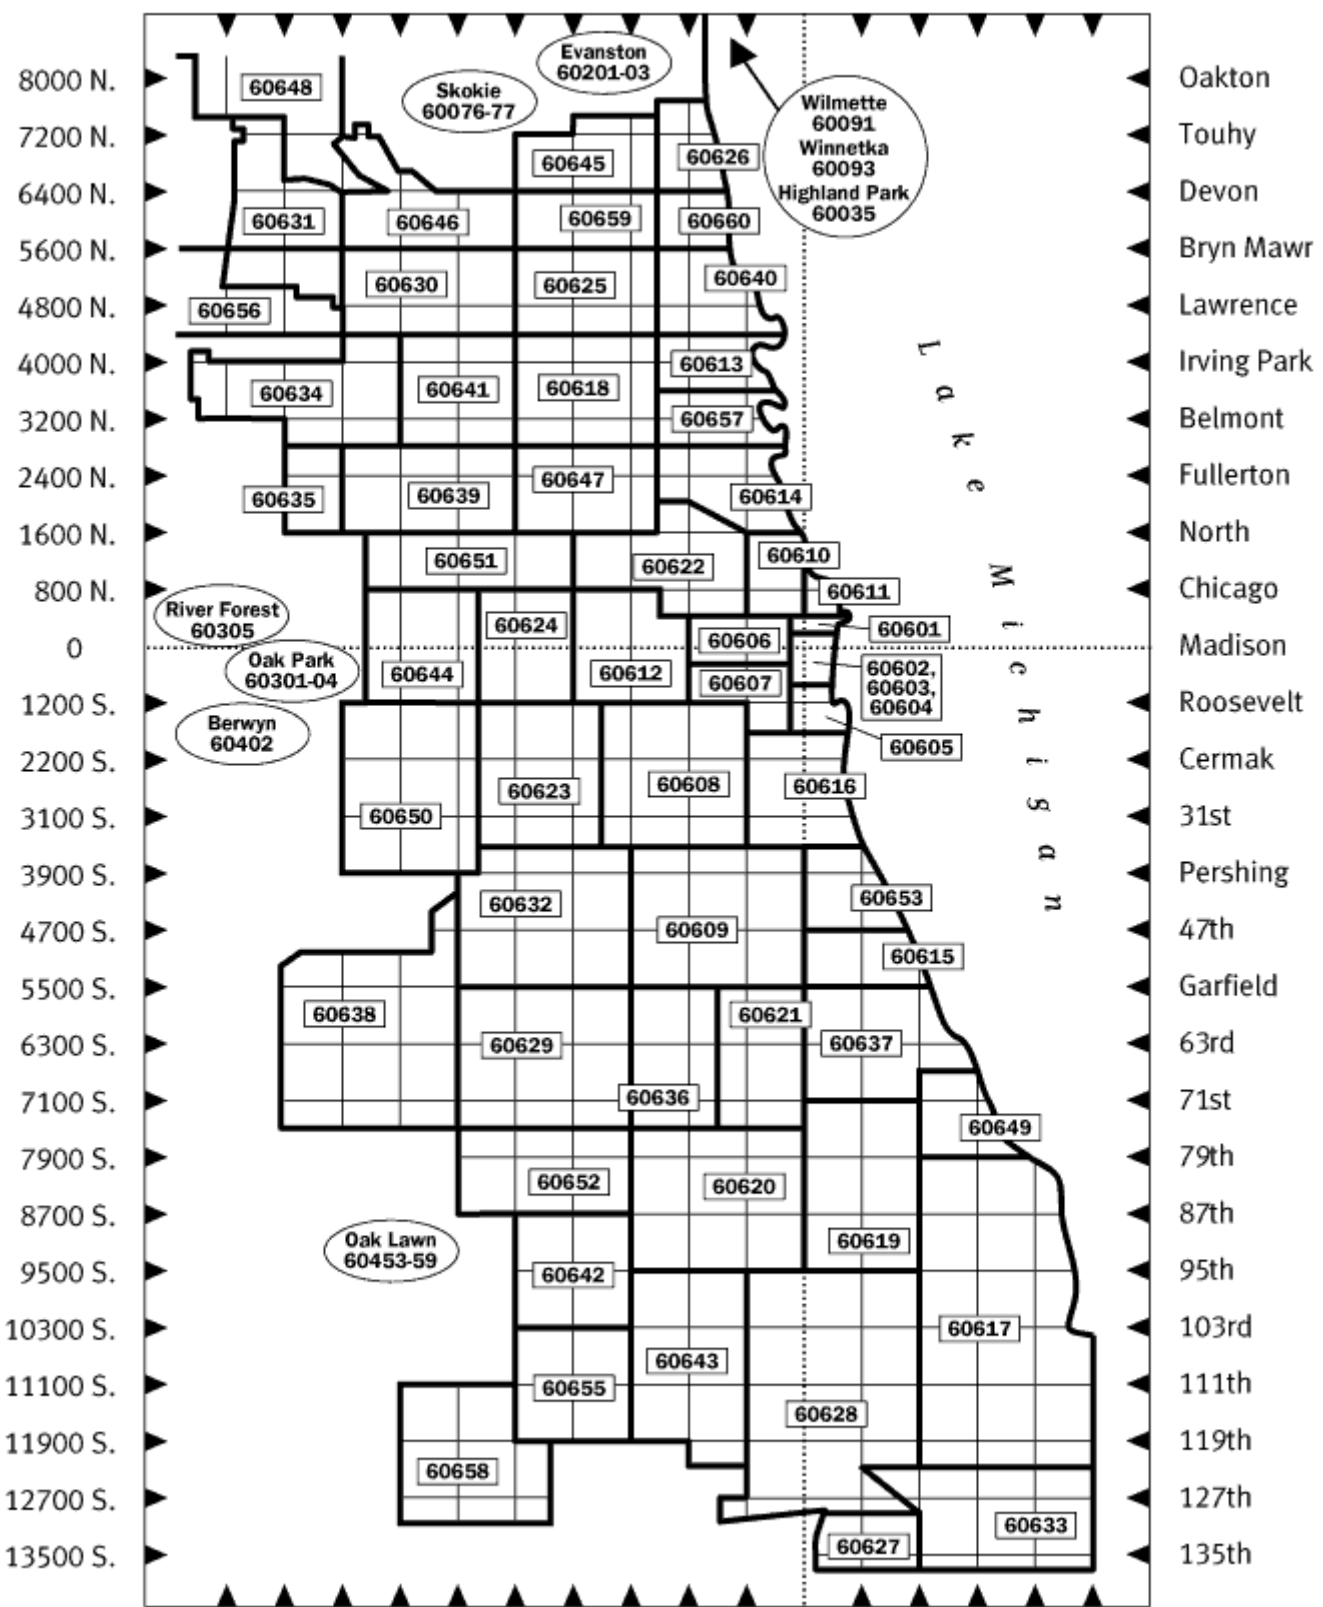 8000 N.
7200 N.
6400 N.
5600 N.
4800 N.
4000 N.
3200 N.
2400 N.
1600 N.
800 N.
0
1200 S.
2200 S.
3100 S.
3900 S.
4700 S.
5500 S.
6300 S.
7100 S.
7900 S.
8700 S.
9500 S.
10300 S.
11100 S.
11900 S.
12700 S.
13500 S.
Evanston
60201-03
Skokie
60076-77
Wilmette
60091
Winnetka
60093
Highland Park
60035
60648
60645
60626
60631
60646
60659
60660
60630
60625
60640
60656
60634
60641
60618
60613
60657
60635
60639
60647
60614
60651
60622
60610
60611
River Forest
60305
60624
60606
60601
Oak Park
60301-04
60644
60612
60607
60602,
60603,
60604
Berwyn
60402
60605
60650
60623
60608
60616
60632
60609
60653
60615
60638
60629
60636
60621
60637
60649
60652
60620
60619
Oak Lawn
60453-59
60642
60617
60655
60643
60628
60658
60627
60633
Lake Michigan
Oakton
Touhy
Devon
Bryn Mawr
Lawrence
Irving Park
Belmont
Fullerton
North
Chicago
Madison
Roosevelt
Cermak
31st
Pershing
47th
Garfield
63rd
71st
79th
87th
95th
103rd
111th
119th
127th
135th